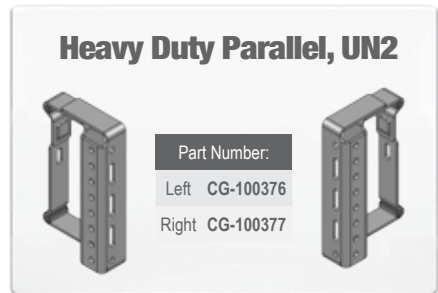 Heavy Duty Parallel, UN2
Part Number:
Left CG-100376
Right CG-100377